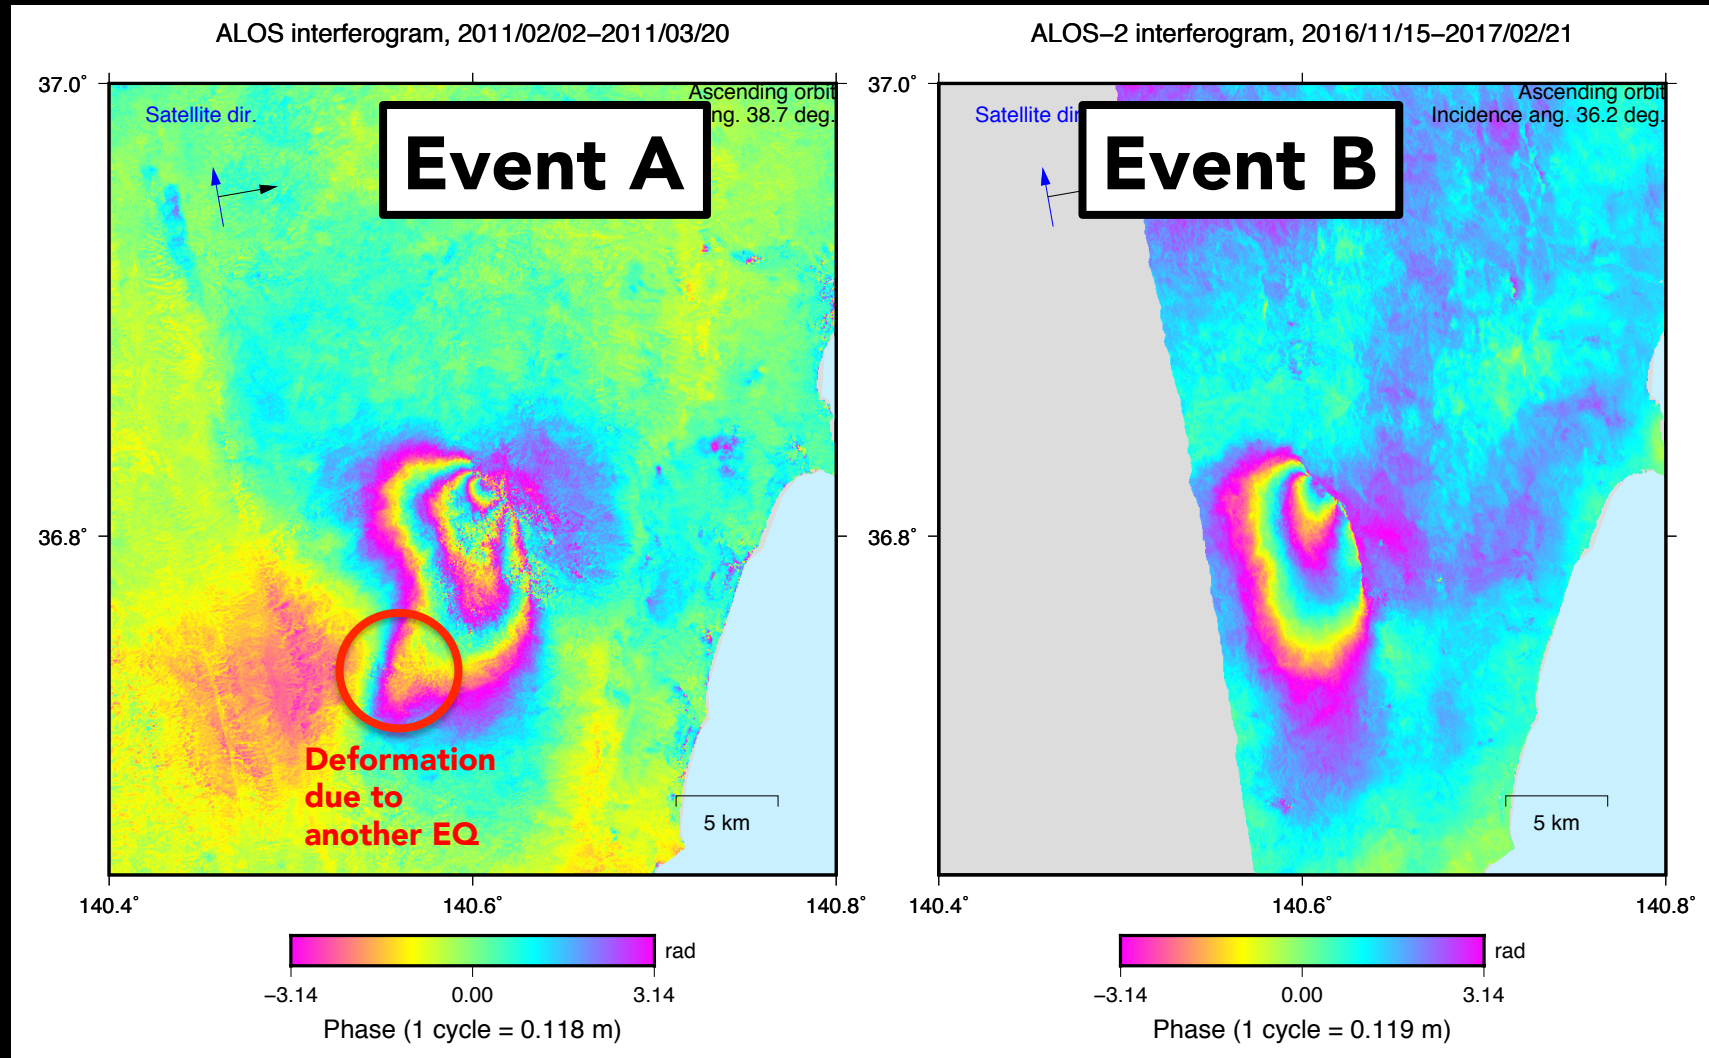 ALOS interferogram, 2011/02/02−2011/03/20
37.0°
Ascending orbit
ng. 38.7 deg.
Satellite dir.
Event A
36.8°
Deformation
due to
another EQ
5 km
140.4°
140.6°
140.8°
rad
−3.14
0.00
3.14
Phase (1 cycle = 0.118 m)
ALOS−2 interferogram, 2016/11/15−2017/02/21
37.0°
Ascending orbit
Incidence ang. 36.2 deg.
Satellite dir
Event B
36.8°
5 km
140.4°
140.6°
140.8°
rad
−3.14
0.00
3.14
Phase (1 cycle = 0.119 m)